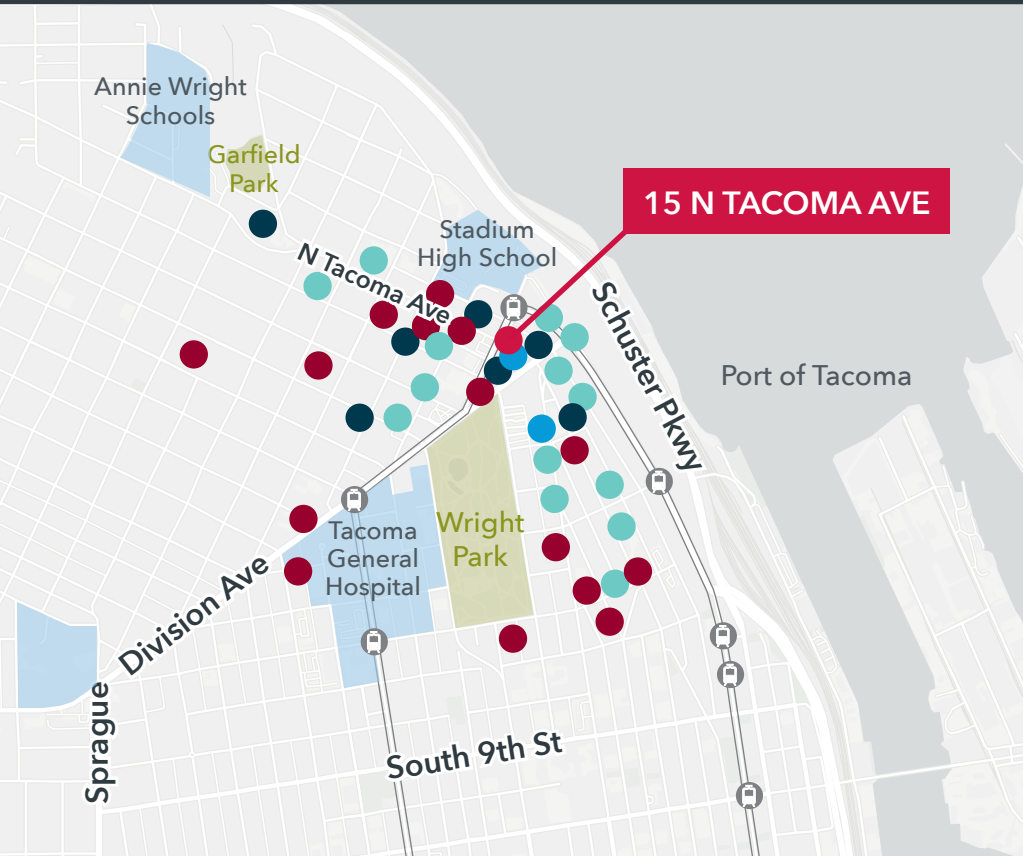 Annie Wright
Schools
Garfield
Park
15 N TACOMA AVE
Stadium
High School
N Tacoma Ave
Schuster Pkwy
Port of Tacoma
Wright
Park
Tacoma
General
Hospital
Division Ave
Sprague
South 9th St